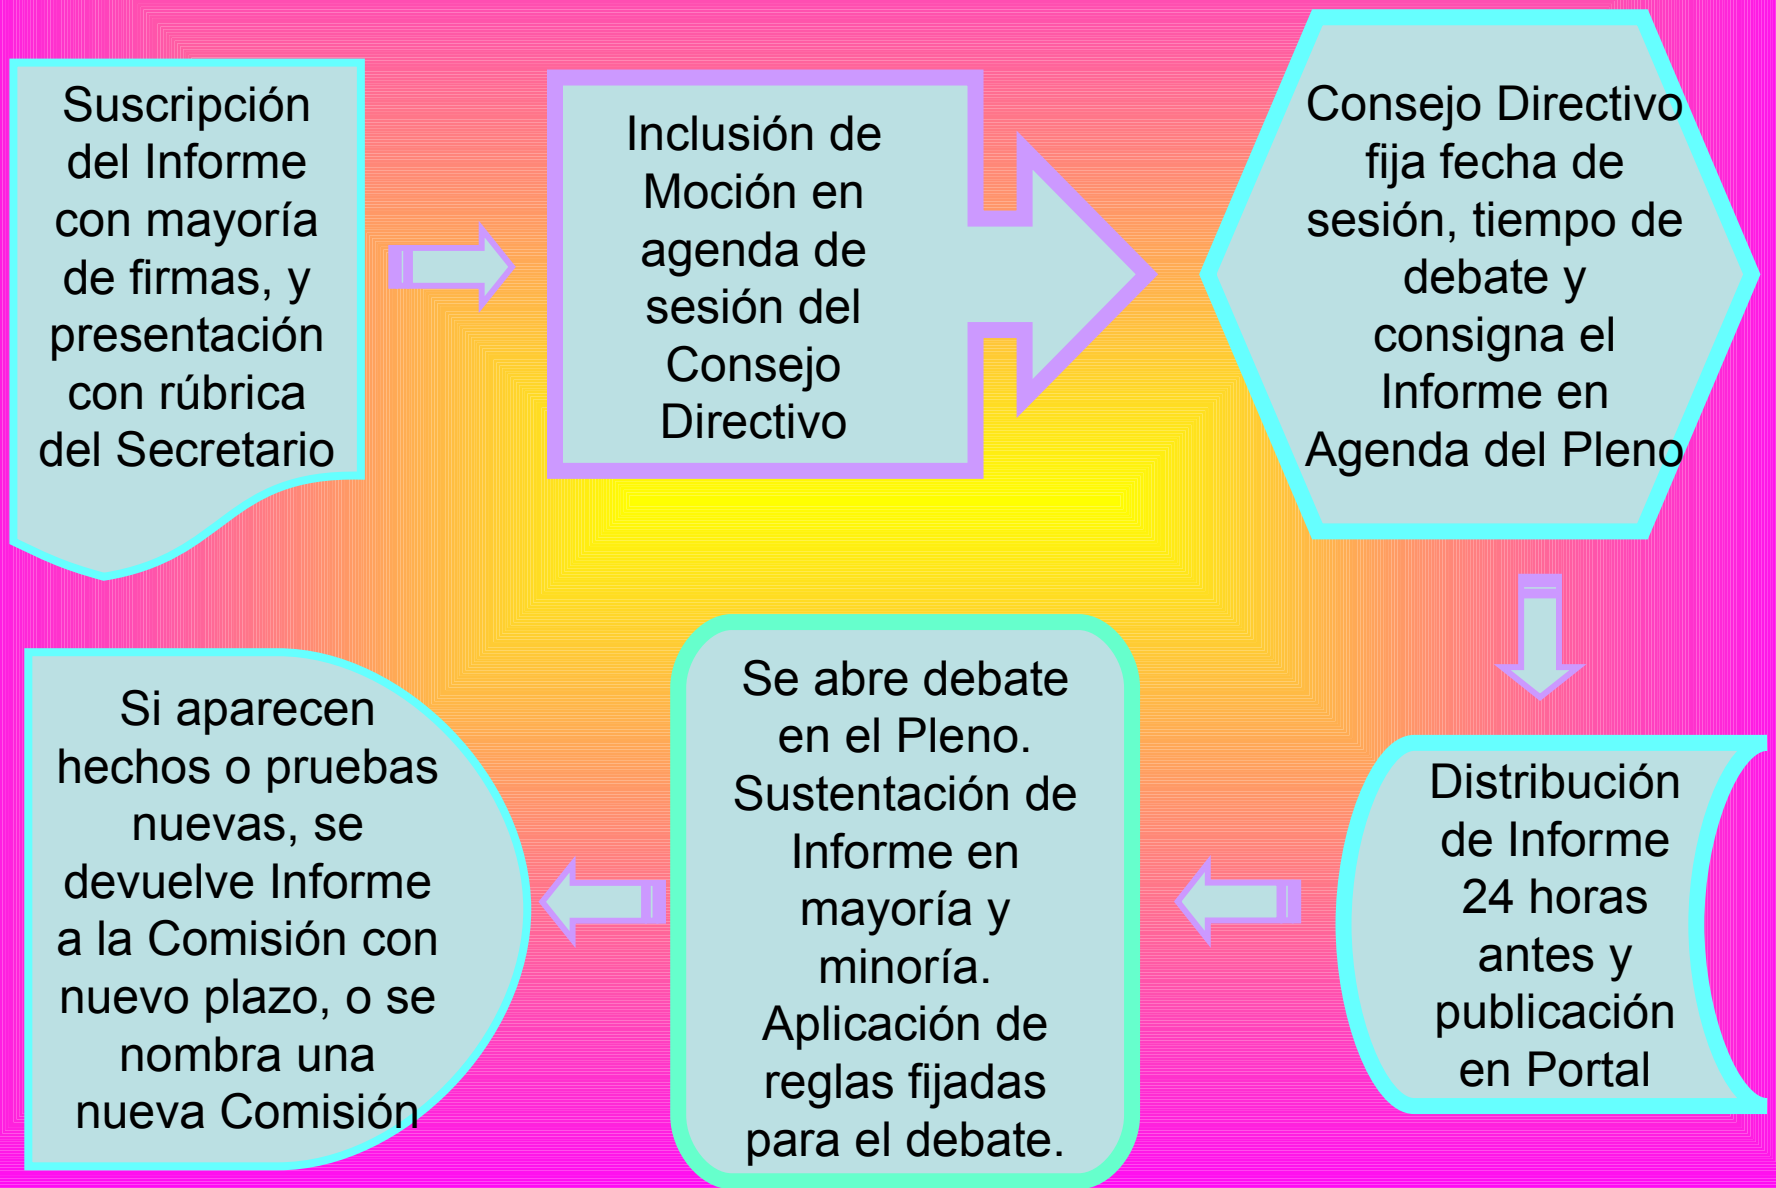 Suscripción
del Informe
con mayoría
de firmas, y
presentación
con rúbrica
del Secretario
Inclusión de
Moción en
agenda de
sesión del
Consejo
Directivo
Consejo Directivo
fija fecha de
sesión, tiempo de
debate y
consigna el
Informe en
Agenda del Pleno
Distribución
de Informe
24 horas
antes y
publicación
en Portal
Se abre debate
en el Pleno.
Sustentación de
Informe en
mayoría y
minoría.
Aplicación de
reglas fijadas
para el debate.
Si aparecen
hechos o pruebas
nuevas, se
devuelve Informe
a la Comisión con
nuevo plazo, o se
nombra una
nueva Comisión